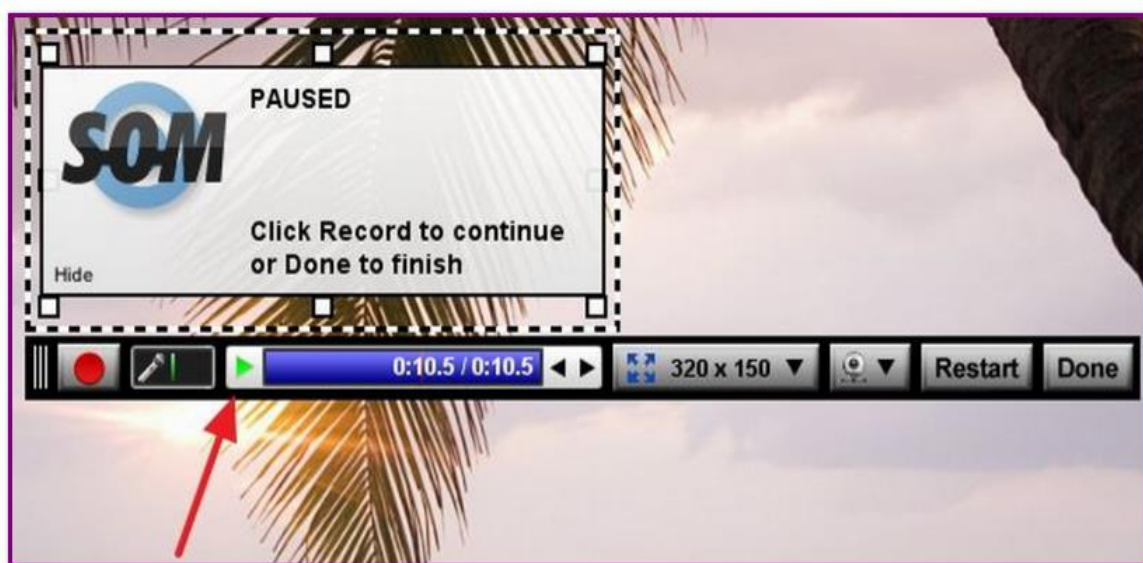 PAUSED
SOM
Click Record to continue
or Done to finish
Hide
0:10.5 / 0:10.5
320 x 150
Restart
Done